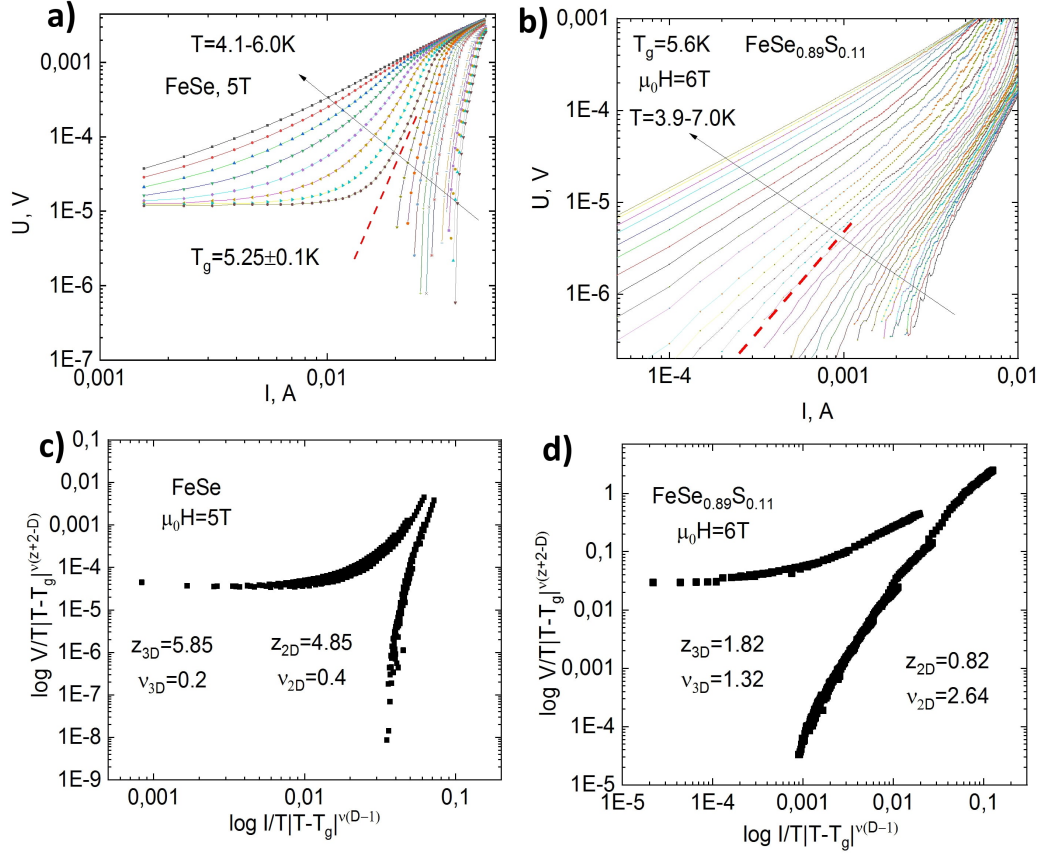 a)
T=4.1-6.0K
FeSe, 5T
T_g=5.25±0.1K
0,001
1E-4
1E-5
1E-6
1E-7
U, V
0,001
0,01
I, A
b)
T_g=5.6K
FeSe_0.89S_0.11
μ_0H=6T
T=3.9-7.0K
0,001
1E-4
1E-5
1E-6
U, V
1E-4
0,001
0,01
I, A
c)
FeSe
μ_0H=5T
z_3D=5.85
z_2D=4.85
ν_3D=0.2
ν_2D=0.4
0,1
0,01
0,001
1E-4
1E-5
1E-6
1E-7
1E-8
1E-9
log V/T|T-T_g|^ν(z+2-D)
0,001
0,01
0,1
log I/T|T-T_g|^ν(D−1)
d)
FeSe_0.89S_0.11
μ_0H=6T
z_3D=1.82
ν_3D=1.32
z_2D=0.82
ν_2D=2.64
1
0,1
0,01
0,001
1E-4
1E-5
log V/T|T-T_g|^ν(z+2-D)
1E-5
1E-4
0,001
0,01
0,1
log I/T|T-T_g|^ν(D−1)